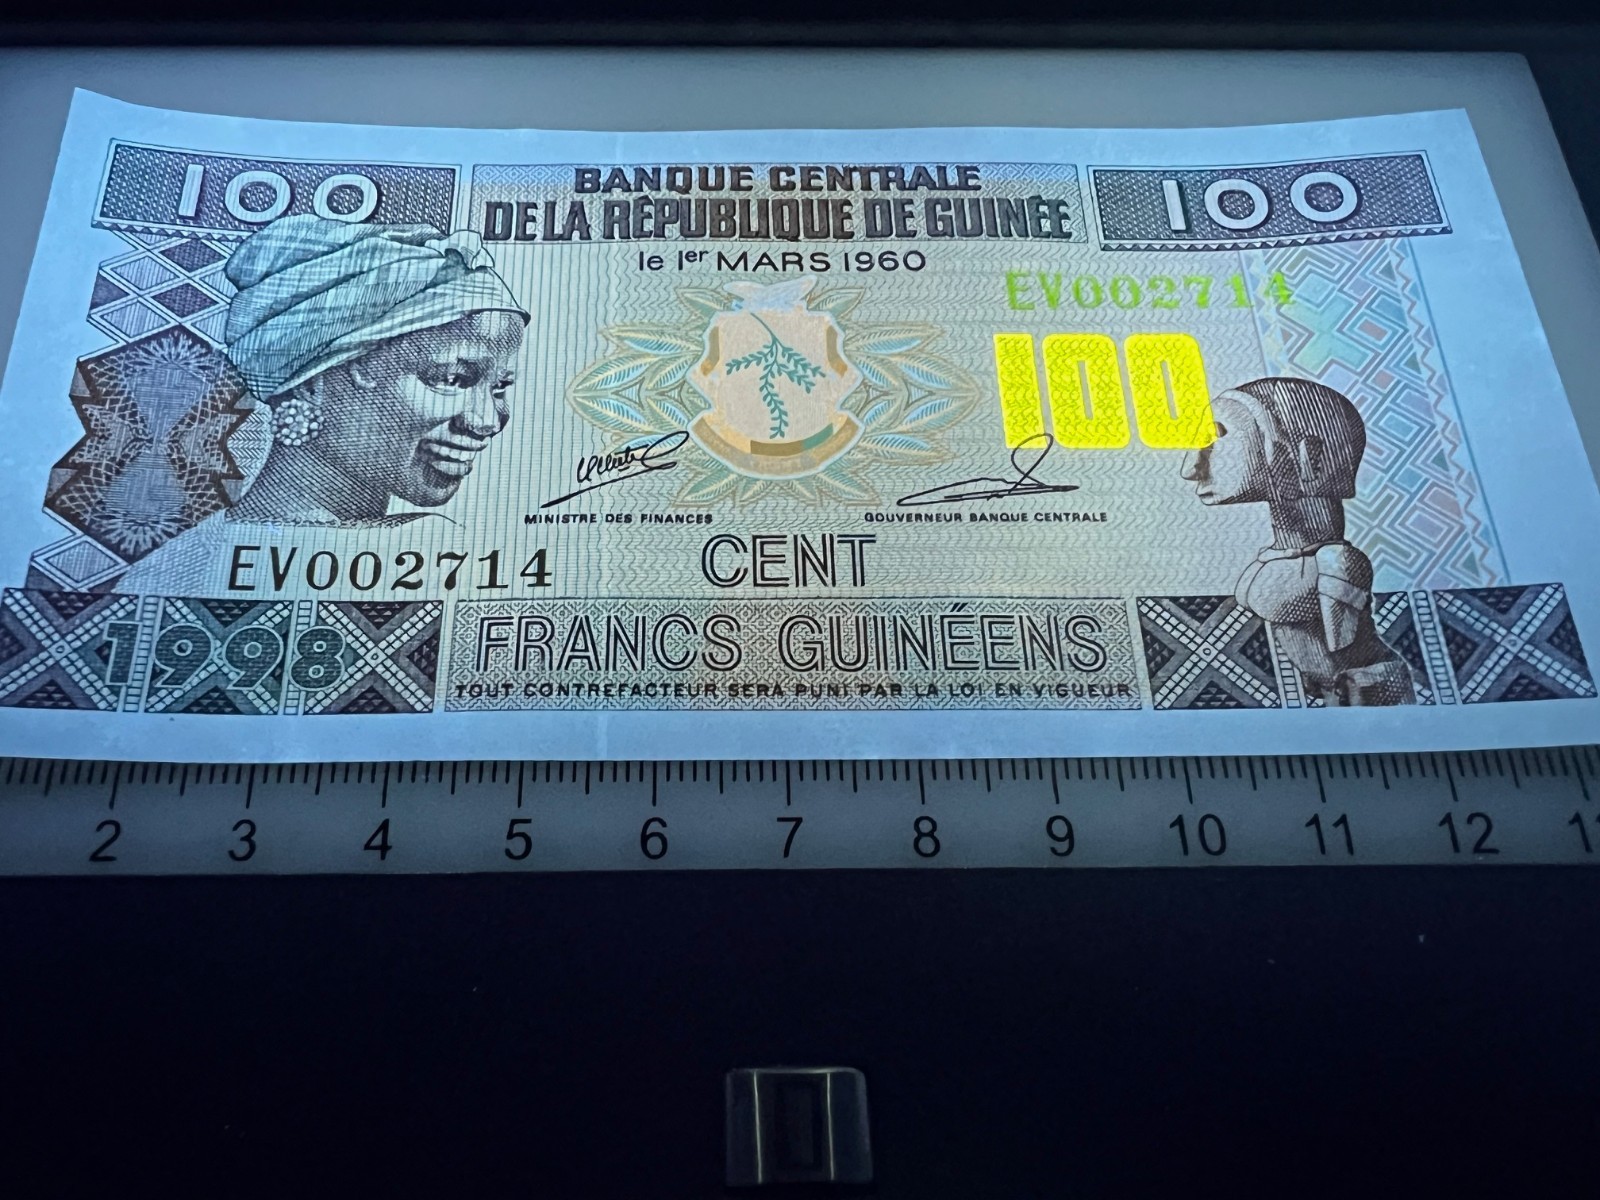 100 BANQUE CENTRALE 100
DE LA RÉPUBLIQUE DE GUINÉE
le 1er MARS 1960
EV002714
100
MINISTRE DES FINANCES GOUVERNEUR BANQUE CENTRALE
EV002714 CENT
1998 FRANCS GUINÉENS
TOUT CONTREFACTEUR SERA PUNI PAR LA LOI EN VIGUEUR
2 3 4 5 6 7 8 9 10 11 12